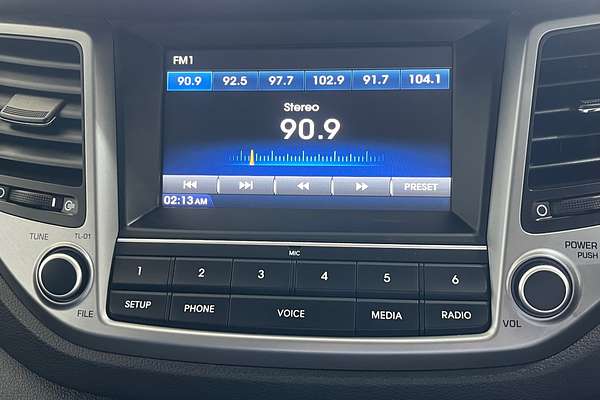 FM1
90.9 92.5 97.7 102.9 91.7 104.1
Stereo
90.9
PRESET
02:13 AM
TUNE TL-01
FILE
MIC
1 2 3 4 5 6
SETUP PHONE VOICE MEDIA RADIO
POWER
PUSH
VOL